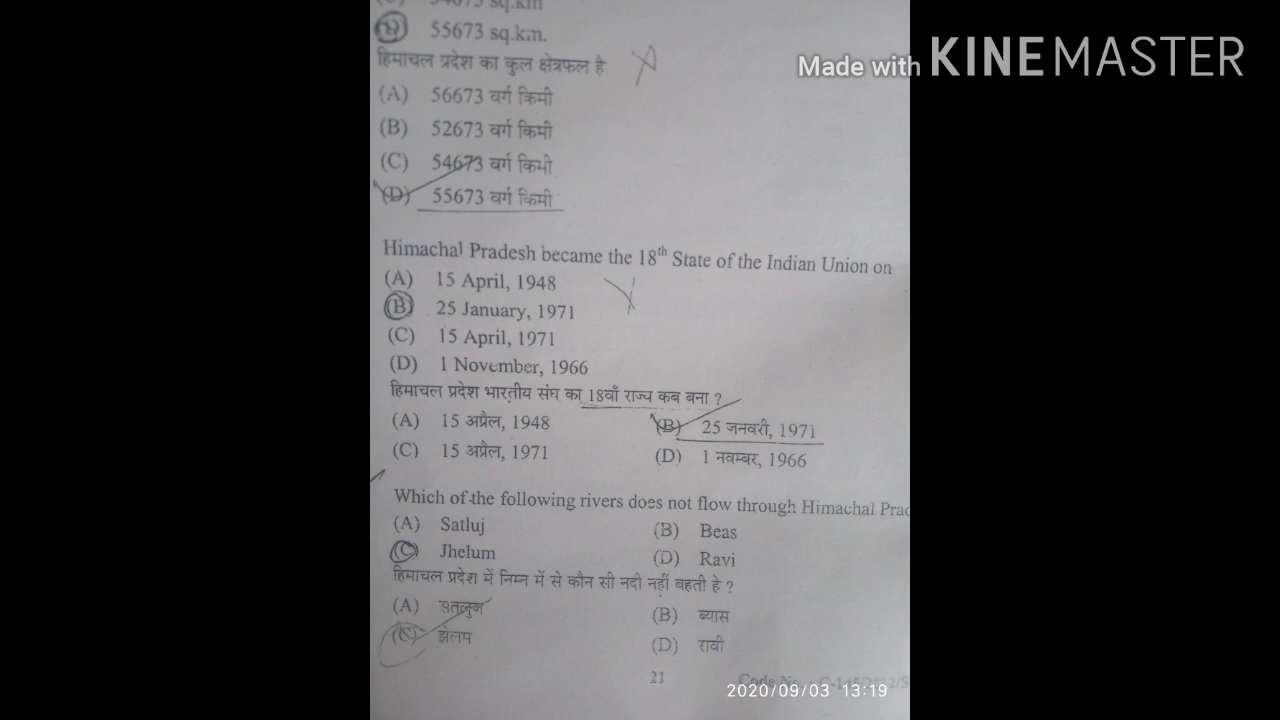 sq.km
(D) 55673 sq.km.
हिमाचल प्रदेश का कुल क्षेत्रफल है
Made with KINEMASTER
(A) 56673 वर्ग किमी
(B) 52673 वर्ग किमी
(C) 54673 वर्ग किमी
(D) 55673 वर्ग किमी
Himachal Pradesh became the 18th State of the Indian Union on
(A) 15 April, 1948
(B) 25 January, 1971
(C) 15 April, 1971
(D) 1 November, 1966
हिमाचल प्रदेश भारतीय संघ का 18वाँ राज्य कब बना ?
(A) 15 अप्रैल, 1948 (B) 25 जनवरी, 1971
(C) 15 अप्रैल, 1971 (D) 1 नवम्बर, 1966
Which of the following rivers does not flow through Himachal Prad
(A) Satluj (B) Beas
(C) Jhelum (D) Ravi
हिमाचल प्रदेश में निम्न में से कौन सी नदी नहीं बहती है ?
(A) सतलुज (B) ब्यास
(C) झेलम (D) रावी
21 Code No.
2020/09/03 13:19